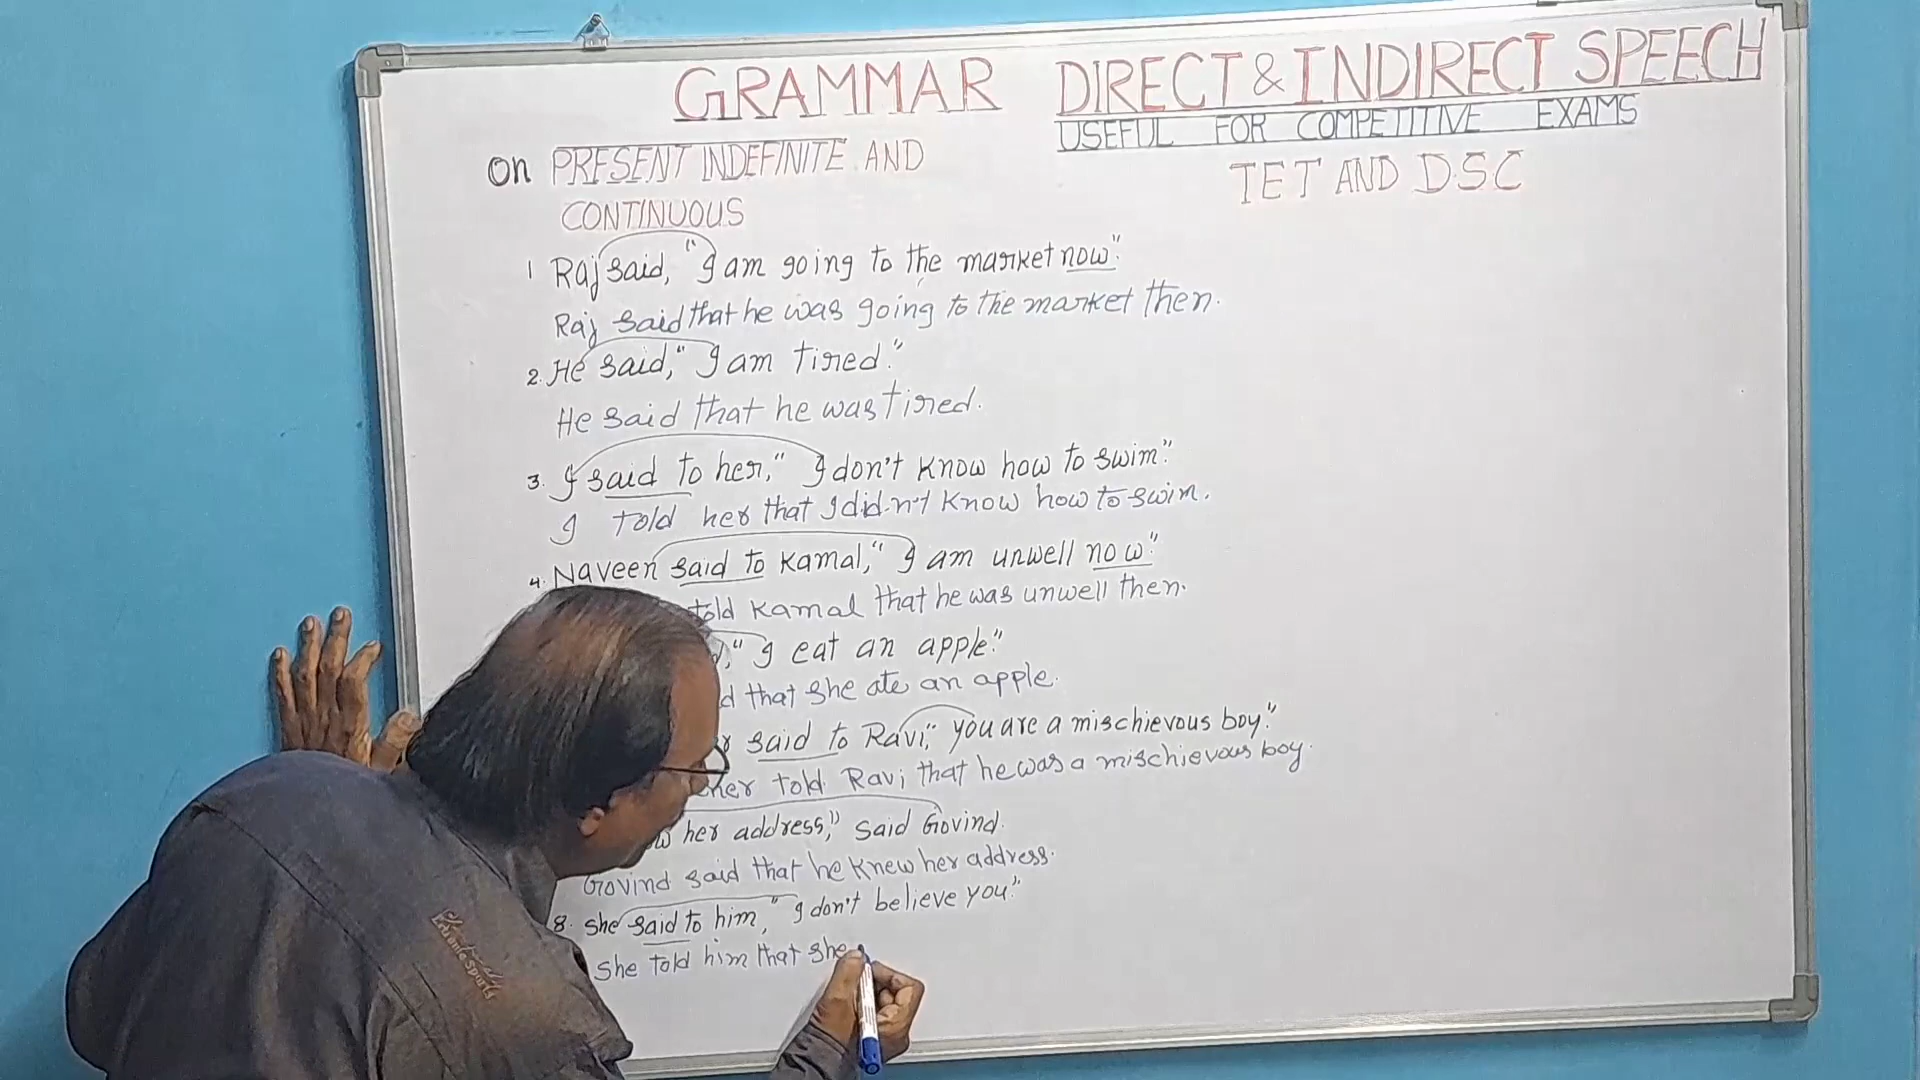 GRAMMAR DIRECT & INDIRECT SPEECH
USEFUL FOR COMPETITIVE EXAMS
On PRESENT INDEFINITE AND
TET AND DSC
CONTINUOUS
1 Raj said, "I am going to the market now".
Raj said that he was going to the market then.
2. He said, "I am tired."
He said that he was tired.
3. I said to her, "I don't know how to swim."
I told her that I didn't know how to swim.
4. Naveen said to Kamal, "I am unwell now."
told Kamal that he was unwell then.
," I eat an apple."
d that she ate an apple.
said to Ravi, "you are a mischievous boy."
her told Ravi that he was a mischievous boy.
her address," said Govind.
Govind said that he knew her address.
8. She said to him, "I don't believe you."
She told him that she